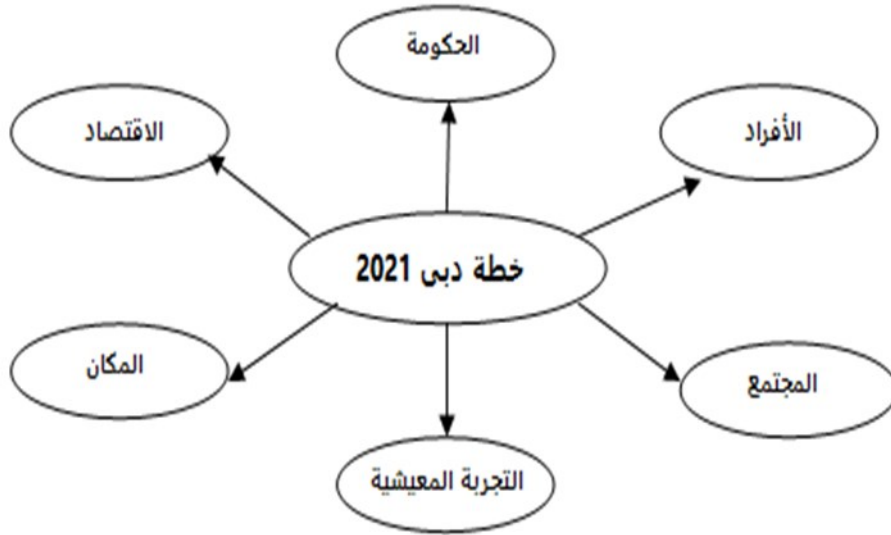 الحكومة
الأفراد
الاقتصاد
خطة دبى 2021
المجتمع
المكان
التجربة المعيشية